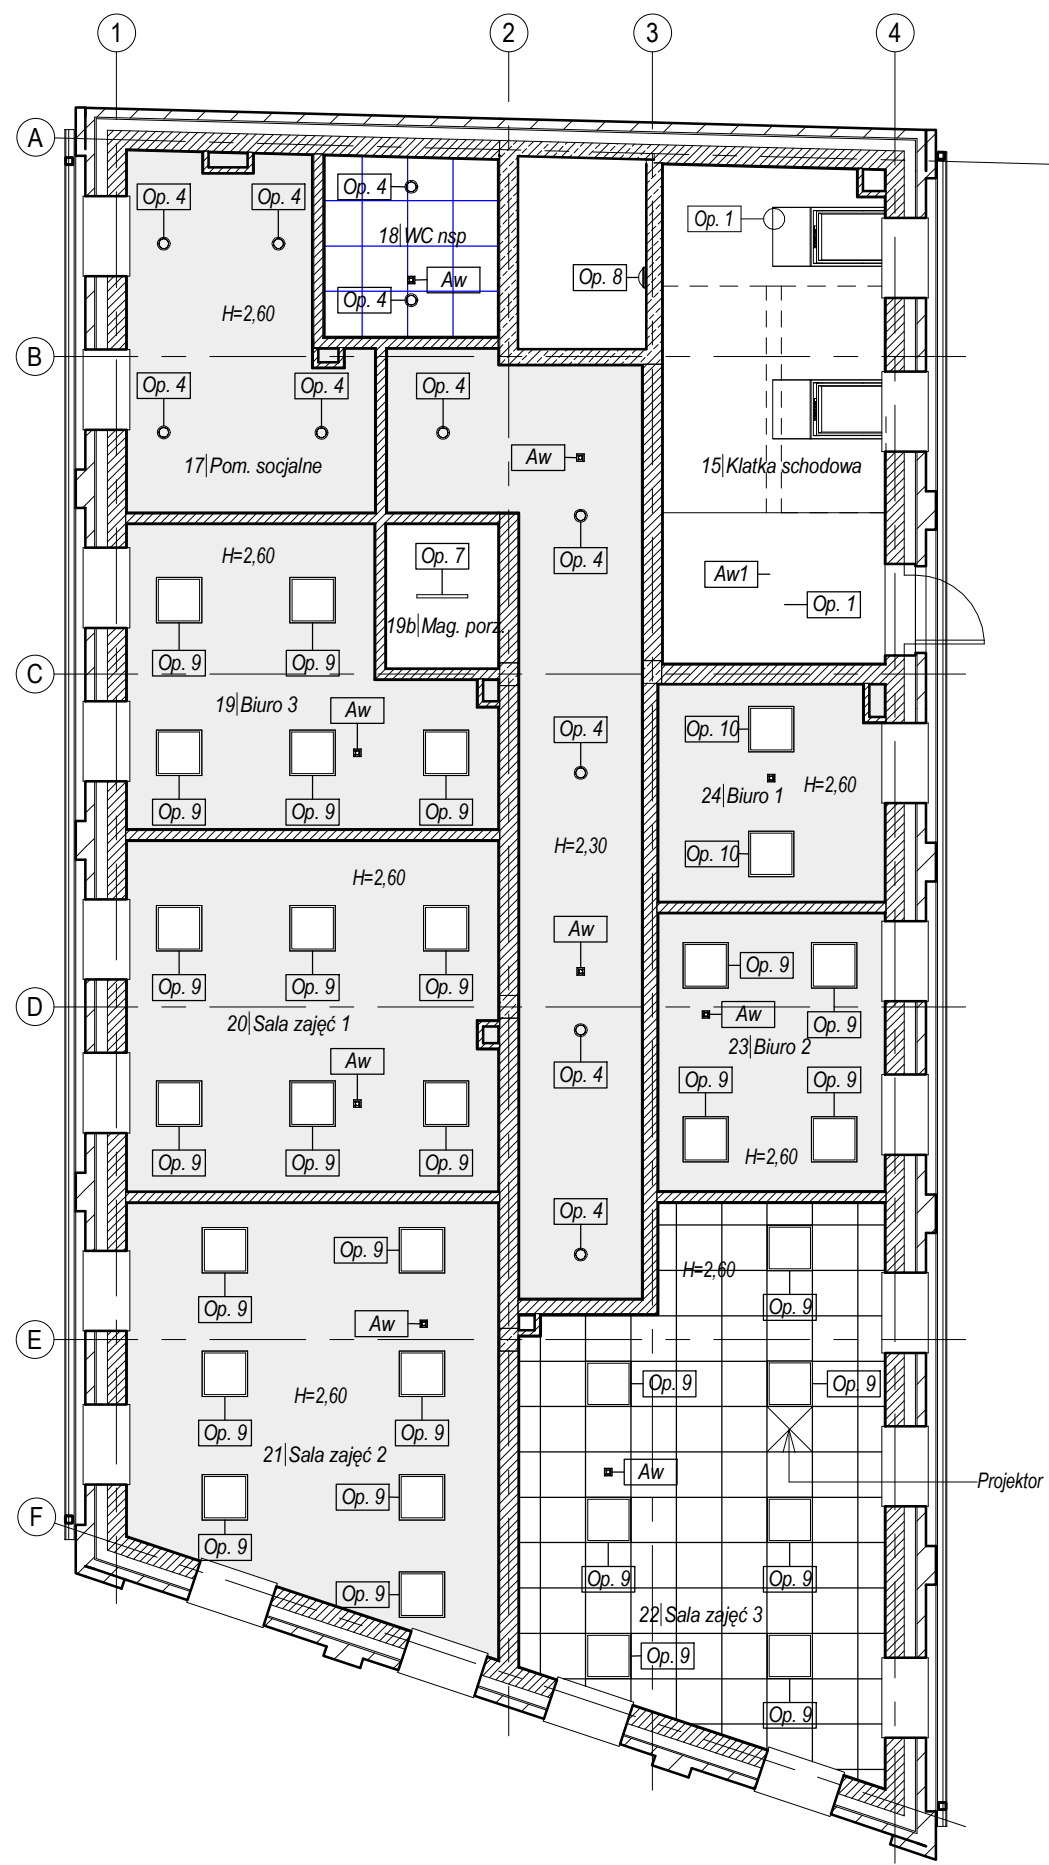 1
2
3
4
A
Op. 4
Op. 4
Op. 4
Op. 1
18 WC nsp
Aw
Op. 8
Op. 4
H=2,60
B
Op. 4
Op. 4
Op. 4
Aw
17 Pom. socjalne
15 Klatka schodowa
H=2,60
Op. 7
Op. 4
Aw1
Op. 1
19b Mag. porz.
Op. 9
Op. 9
C
19 Biuro 3
Aw
Op. 4
Op. 10
24 Biuro 1
H=2,60
Op. 9
Op. 9
Op. 9
H=2,30
Op. 10
H=2,60
Aw
Op. 9
Op. 9
Op. 9
Op. 9
D
20 Sala zajęć 1
Aw
Op. 9
23 Biuro 2
Aw
Op. 4
Op. 9
Op. 9
Op. 9
Op. 9
Op. 9
H=2,60
Op. 4
Op. 9
H=2,60
Op. 9
Op. 9
Aw
E
H=2,60
Op. 9
Op. 9
Op. 9
Op. 9
21 Sala zajęć 2
Aw
Projektor
Op. 9
F
Op. 9
Op. 9
Op. 9
Op. 9
22 Sala zajęć 3
Op. 9
Op. 9